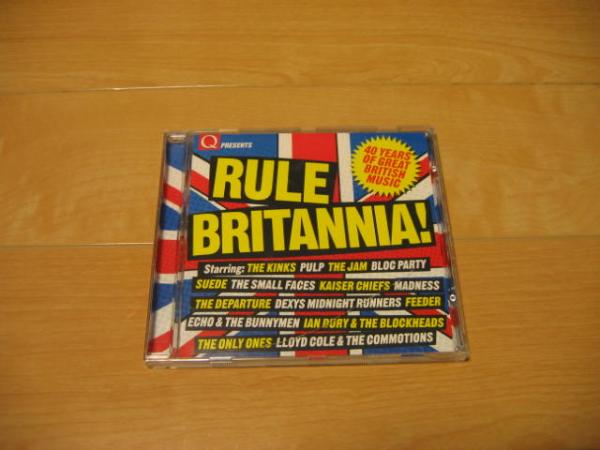 Q PRESENTS
RULE
BRITANNIA!
40 YEARS
OF GREAT
BRITISH
MUSIC
Starring: THE KINKS PULP THE JAM BLOC PARTY
SUEDE THE SMALL FACES KAISER CHIEFS MADNESS
THE DEPARTURE DEXYS MIDNIGHT RUNNERS FEEDER
ECHO & THE BUNNYMEN IAN DURY & THE BLOCKHEADS
THE ONLY ONES LLOYD COLE & THE COMMOTIONS